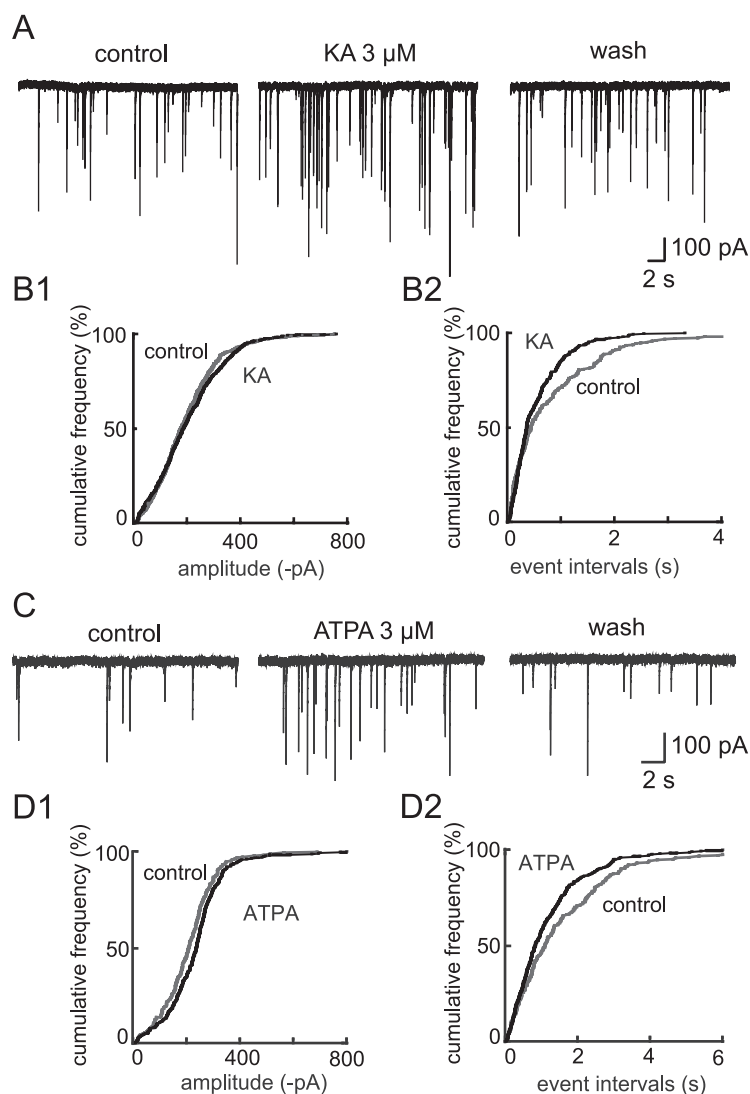 A
control KA 3 µM wash
100 pA
2 s
B1 B2
cumulative frequency (%)
100
50
0
control
KA
0 400 800
amplitude (-pA)
cumulative frequency (%)
100
50
0
KA
control
0 1 2 4
event intervals (s)
C
control ATPA 3 µM wash
100 pA
2 s
D1 D2
cumulative frequency (%)
100
50
0
control
ATPA
0 400 800
amplitude (-pA)
cumulative frequency (%)
100
50
0
ATPA
control
0 2 4 6
event intervals (s)